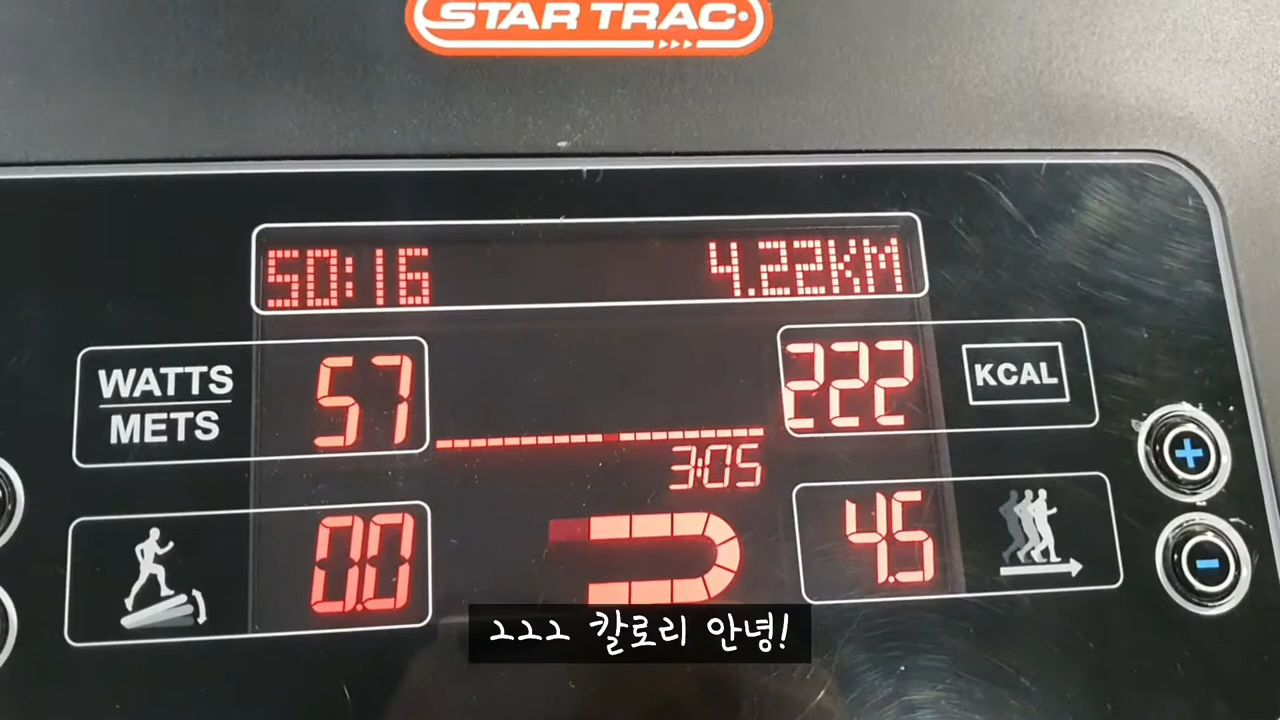 STAR TRAC
50:16 4.22KM
WATTS
METS
57
222
KCAL
3:05
0.0
4.5
+
-
222 칼로리 안녕!